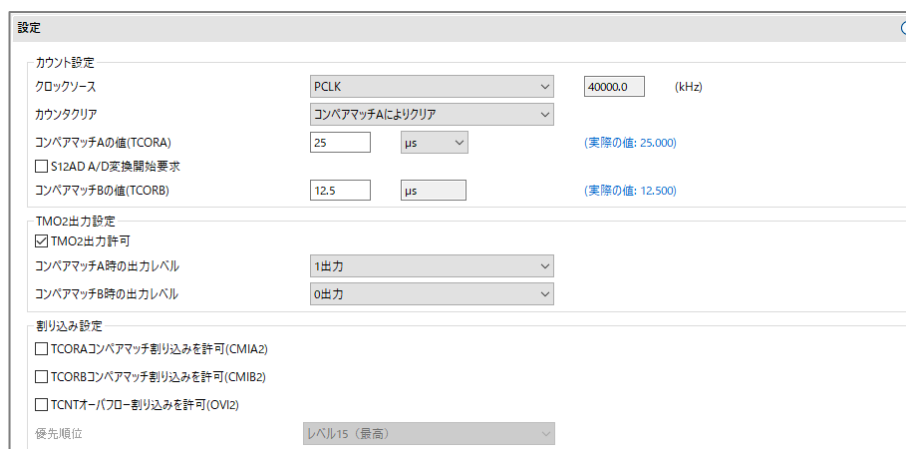 設定
カウント設定
クロックソース PCLK 40000.0 (kHz)
カウンタクリア コンペアマッチAによりクリア
コンペアマッチAの値(TCORA) 25 μs (実際の値: 25.000)
S12AD A/D変換開始要求
コンペアマッチBの値(TCORB) 12.5 μs (実際の値: 12.500)
TMO2出力設定
TMO2出力許可
コンペアマッチA時の出力レベル 1出力
コンペアマッチB時の出力レベル 0出力
割り込み設定
TCORAコンペアマッチ割り込みを許可(CMIA2)
TCORBコンペアマッチ割り込みを許可(CMIB2)
TCNTオーバフロー割り込みを許可(OVI2)
優先順位 レベル15（最高）